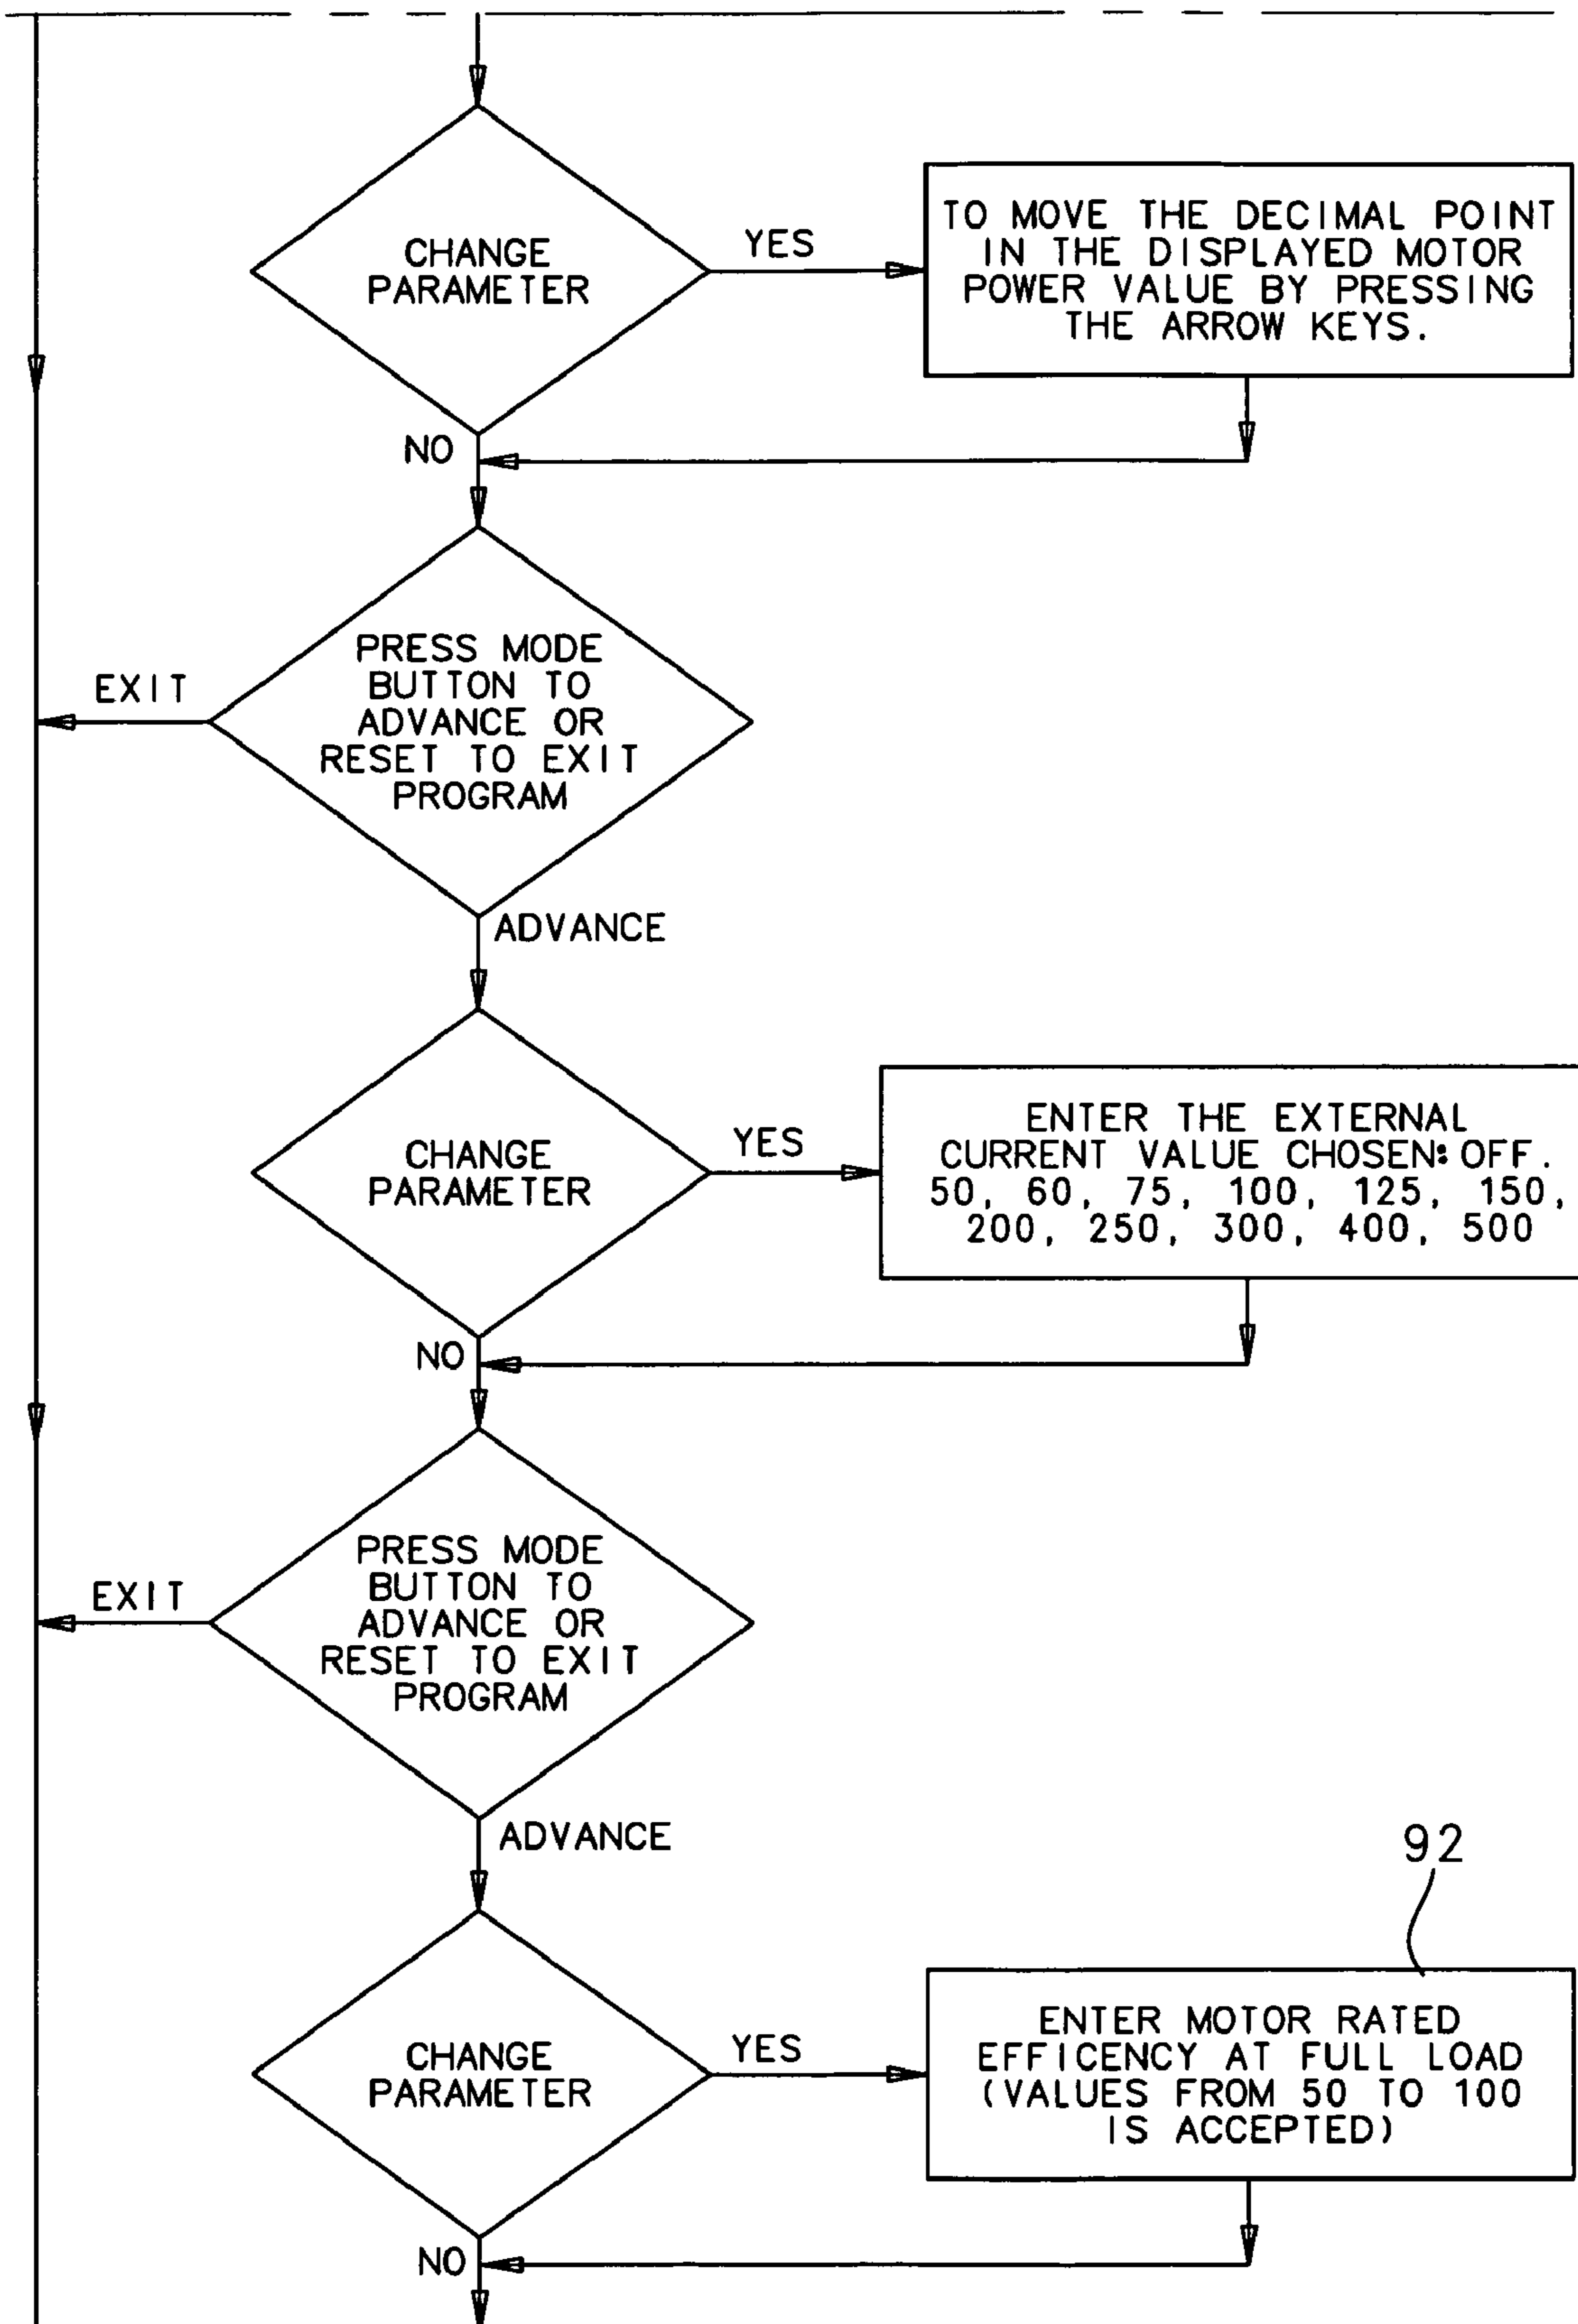 CHANGE
PARAMETER
YES
TO MOVE THE DECIMAL POINT
IN THE DISPLAYED MOTOR
POWER VALUE BY PRESSING
THE ARROW KEYS.
NO
PRESS MODE
BUTTON TO
ADVANCE OR
RESET TO EXIT
PROGRAM
EXIT
ADVANCE
CHANGE
PARAMETER
YES
ENTER THE EXTERNAL
CURRENT VALUE CHOSEN: OFF.
50, 60, 75, 100, 125, 150,
200, 250, 300, 400, 500
NO
PRESS MODE
BUTTON TO
ADVANCE OR
RESET TO EXIT
PROGRAM
EXIT
ADVANCE
92
CHANGE
PARAMETER
YES
ENTER MOTOR RATED
EFFICENCY AT FULL LOAD
(VALUES FROM 50 TO 100
IS ACCEPTED)
NO